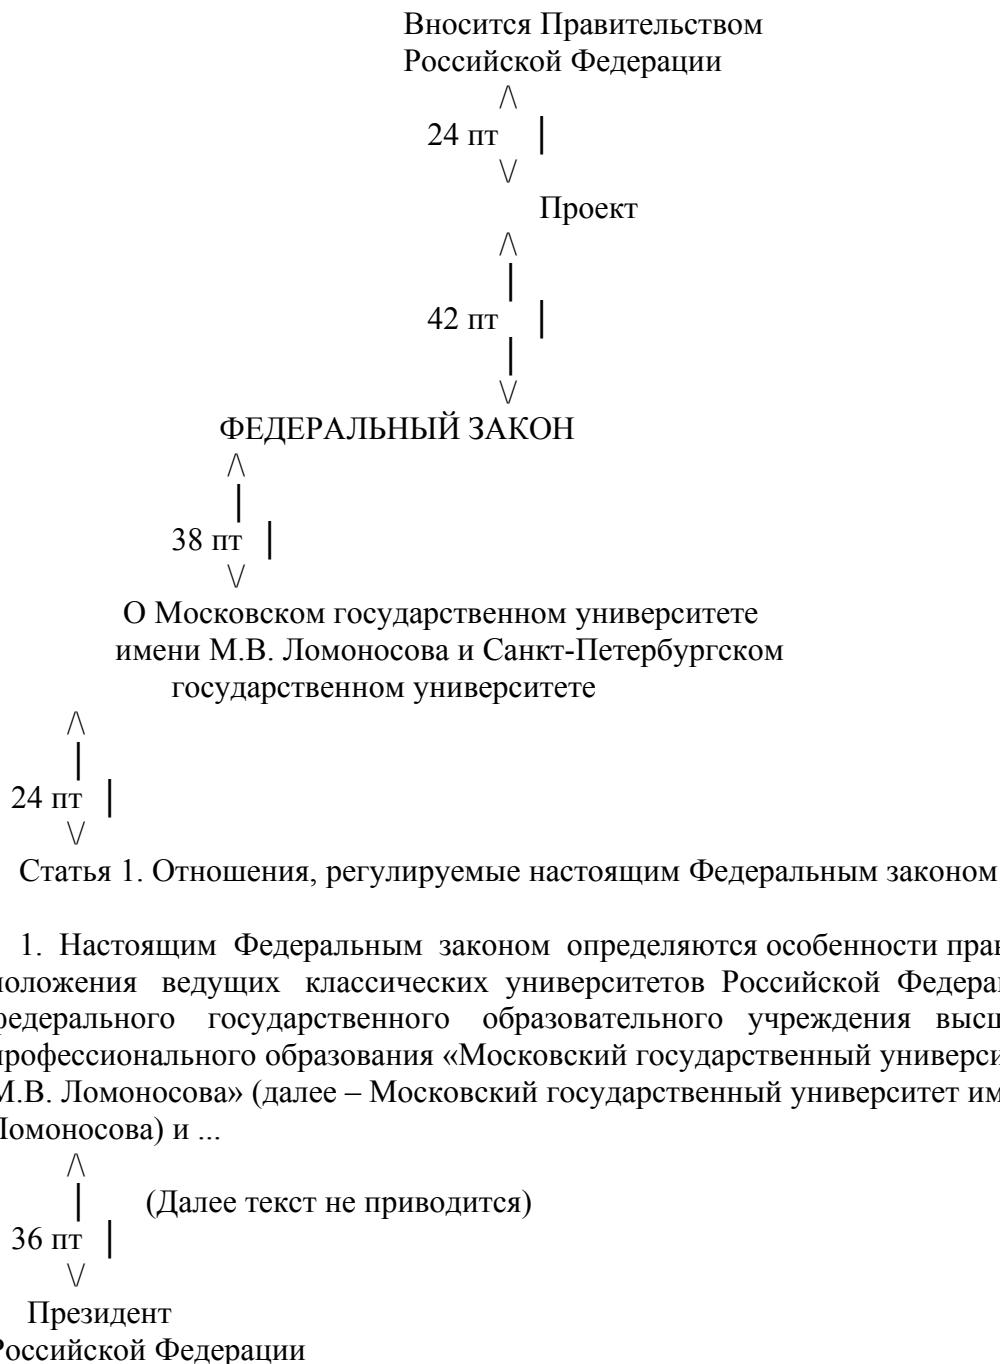 Вносится Правительством
Российской Федерации
/\
24 пт |
\/
Проект
/\
|
42 пт |
|
\/
ФЕДЕРАЛЬНЫЙ ЗАКОН
/\
|
38 пт |
\/
О Московском государственном университете
имени М.В. Ломоносова и Санкт-Петербургском
государственном университете
/\
|
24 пт |
\/
Статья 1. Отношения, регулируемые настоящим Федеральным законом
1. Настоящим Федеральным законом определяются особенности прав
положения ведущих классических университетов Российской Федера
федерального государственного образовательного учреждения высш
профессионального образования «Московский государственный универси
М.В. Ломоносова» (далее – Московский государственный университет им
Ломоносова) и ...
/\
| (Далее текст не приводится)
36 пт |
\/
Президент
Российской Федерации